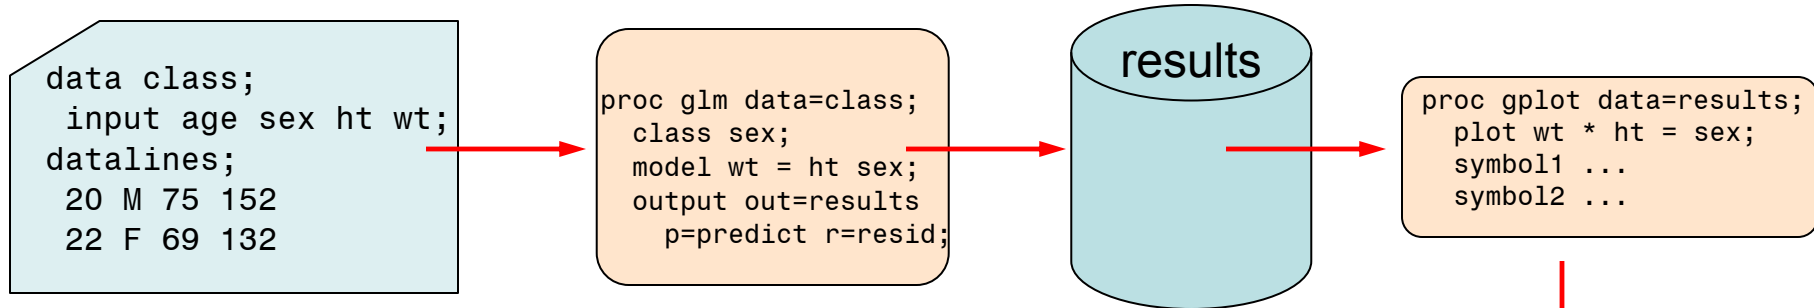 data class;
input age sex ht wt;
datalines;
20 M 75 152
22 F 69 132
proc glm data=class;
class sex;
model wt = ht sex;
output out=results
p=predict r=resid;
results
proc gplot data=results;
plot wt * ht = sex;
symbol1 ...
symbol2 ...